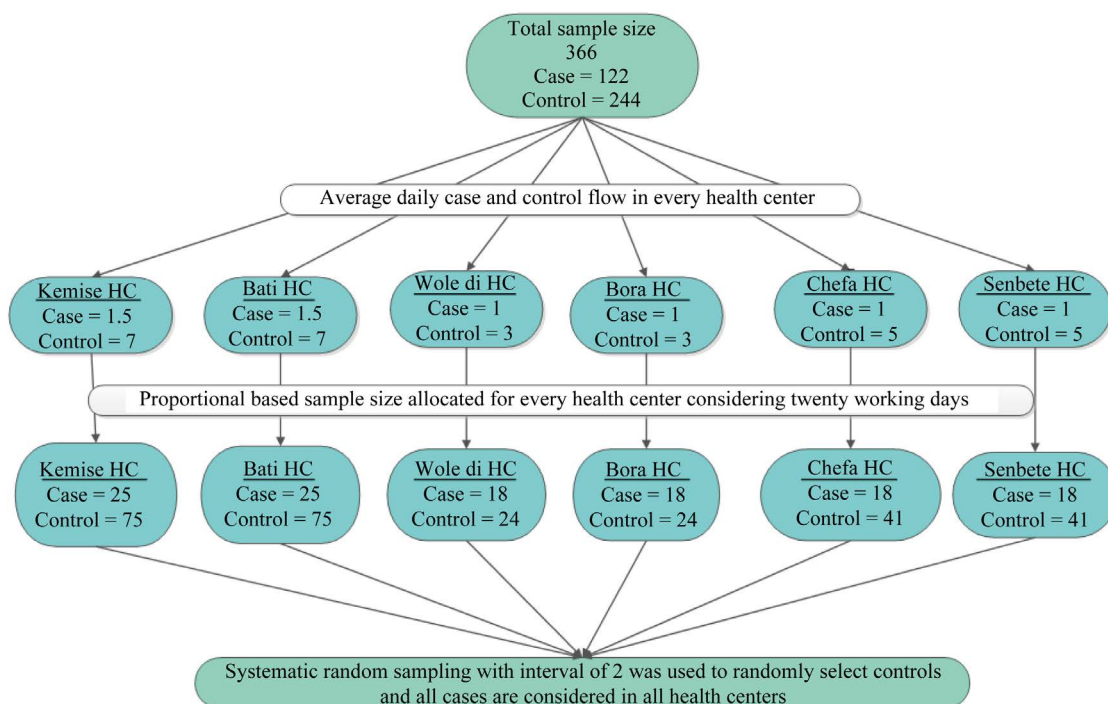 Total sample size
366
Case = 122
Control = 244
Average daily case and control flow in every health center
Kemise HC
Case = 1.5
Control = 7
Bati HC
Case = 1.5
Control = 7
Wole di HC
Case = 1
Control = 3
Bora HC
Case = 1
Control = 3
Chefa HC
Case = 1
Control = 5
Senbete HC
Case = 1
Control = 5
Proportional based sample size allocated for every health center considering twenty working days
Kemise HC
Case = 25
Control = 75
Bati HC
Case = 25
Control = 75
Wole di HC
Case = 18
Control = 24
Bora HC
Case = 18
Control = 24
Chefa HC
Case = 18
Control = 41
Senbete HC
Case = 18
Control = 41
Systematic random sampling with interval of 2 was used to randomly select controls
and all cases are considered in all health centers